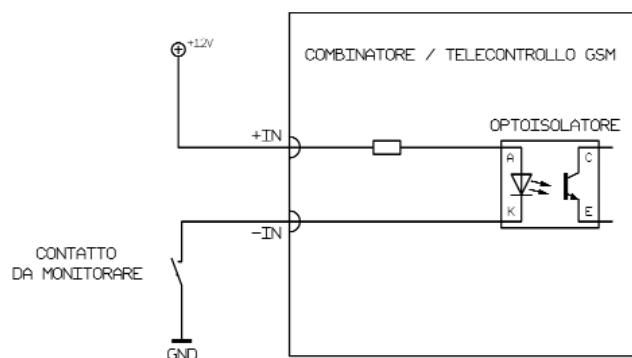 +12V
COMBINATORE / TELECONTROLLO GSM
OPTOISOLATORE
+IN
A
C
K
E
-IN
CONTATTO
DA MONITORARE
GND